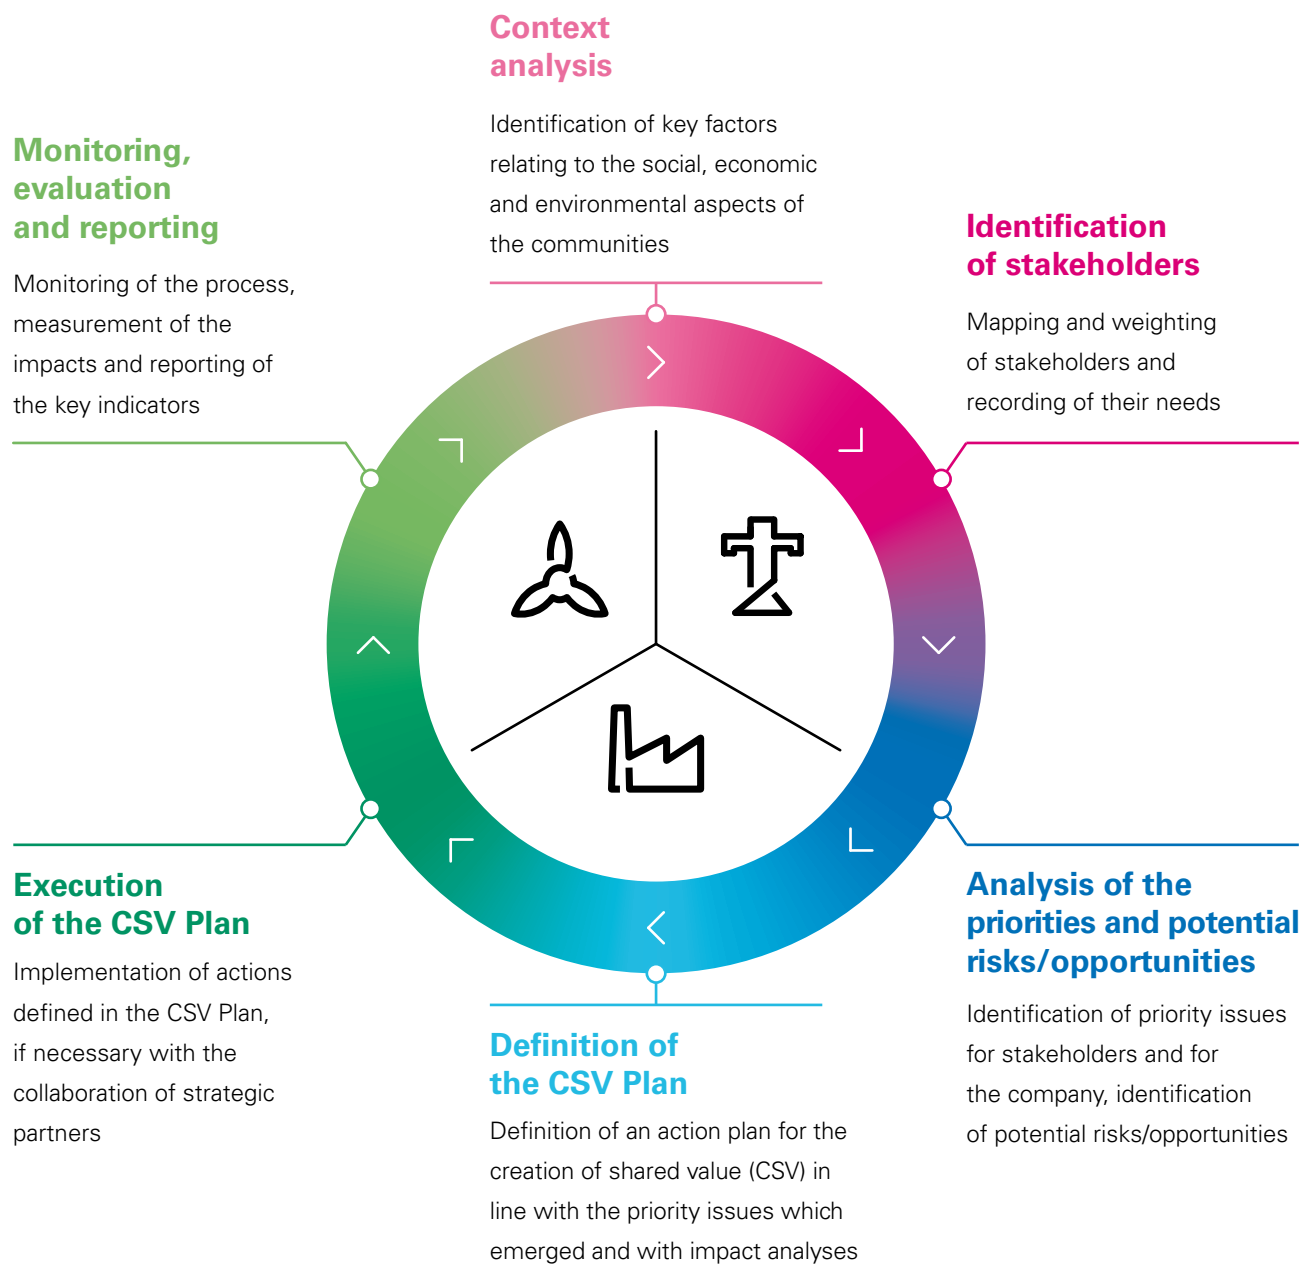 Context
analysis
Identification of key factors
relating to the social, economic
and environmental aspects of
the communities
Identification
of stakeholders
Mapping and weighting
of stakeholders and
recording of their needs
Analysis of the
priorities and potential
risks/opportunities
Identification of priority issues
for stakeholders and for
the company, identification
of potential risks/opportunities
Definition of
the CSV Plan
Definition of an action plan for the
creation of shared value (CSV) in
line with the priority issues which
emerged and with impact analyses
Execution
of the CSV Plan
Implementation of actions
defined in the CSV Plan,
if necessary with the
collaboration of strategic
partners
Monitoring,
evaluation
and reporting
Monitoring of the process,
measurement of the
impacts and reporting of
the key indicators